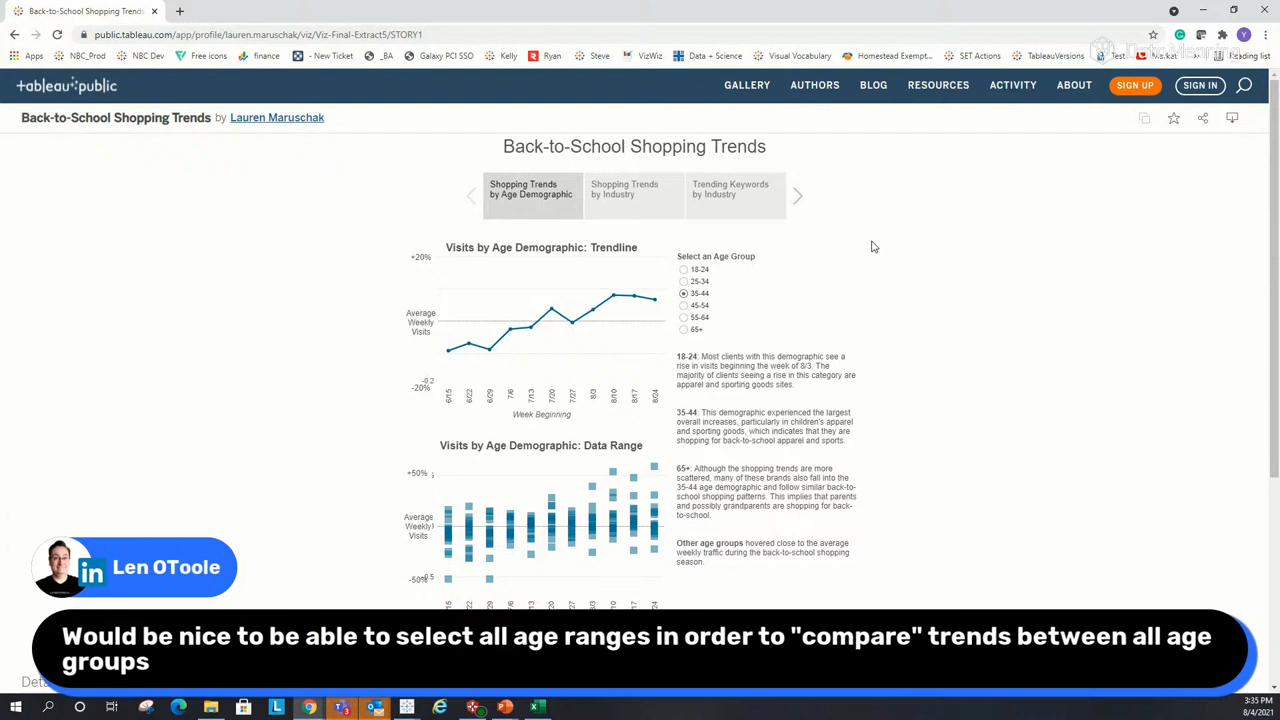 Back-to-School Shopping Trends
public.tableau.com/app/profile/lauren.maruschak/viz/Viz-Final-Extract5/STORY1
Apps NBC_Prod NBC Dev Free icons finance - New Ticket _BA Galaxy PCI SSO Kelly Ryan Steve VizWiz Data + Science Visual Vocabulary Homestead Exempt... SET Actions TableauVersions Test
Data Meaning
tableau public
GALLERY AUTHORS BLOG RESOURCES ACTIVITY ABOUT SIGN UP SIGN IN
Back-to-School Shopping Trends by Lauren Maruschak
Back-to-School Shopping Trends
Shopping Trends
by Age Demographic
Shopping Trends
by Industry
Trending Keywords
by Industry
Visits by Age Demographic: Trendline
+20%
Average
Weekly
Visits
-0.2
-20%
6/15 6/22 6/29 7/6 7/13 7/20 7/27 8/3 8/10 8/17 8/24
Week Beginning
Select an Age Group
18-24
25-34
35-44
45-54
55-64
65+
18-24: Most clients with this demographic see a
rise in visits beginning the week of 8/3. The
majority of clients seeing a rise in this category are
apparel and sporting goods sites.
35-44: This demographic experienced the largest
overall increases, particularly in children's apparel
and sporting goods, which indicates that they are
shopping for back-to-school apparel and sports.
65+: Although the shopping trends are more
scattered, many of these brands also fall into the
35-44 age demographic and follow similar back-to-
school shopping patterns. This implies that parents
and possibly grandparents are shopping for back-
to-school.
Other age groups hovered close to the average
weekly traffic during the back-to-school shopping
season.
Visits by Age Demographic: Data Range
+50%
Average
Weekly
Visits
-0.5
-50%
Len OToole
Would be nice to be able to select all age ranges in order to "compare" trends between all age
groups
3:35 PM
8/4/2021